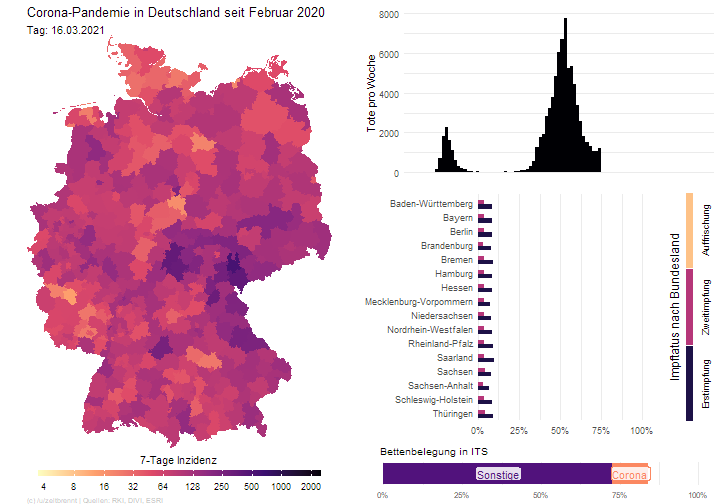 Corona-Pandemie in Deutschland seit Februar 2020
Tag: 16.03.2021
8000
6000
4000
2000
0
Tote pro Woche
Baden-Württemberg
Bayern
Berlin
Brandenburg
Bremen
Hamburg
Hessen
Mecklenburg-Vorpommern
Niedersachsen
Nordrhein-Westfalen
Rheinland-Pfalz
Saarland
Sachsen
Sachsen-Anhalt
Schleswig-Holstein
Thüringen
0% 25% 50% 75% 100%
Impfstatus nach Bundesland
Auffrischung
Zweitimpfung
Erstimpfung
7-Tage Inzidenz
4 8 16 32 64 128 250 500 1000 2000
(c) /u/zeitbrennt | Quellen: RKI, DIVI, ESRI
Bettenbelegung in ITS
Sonstige
Corona
0% 25% 50% 75% 100%